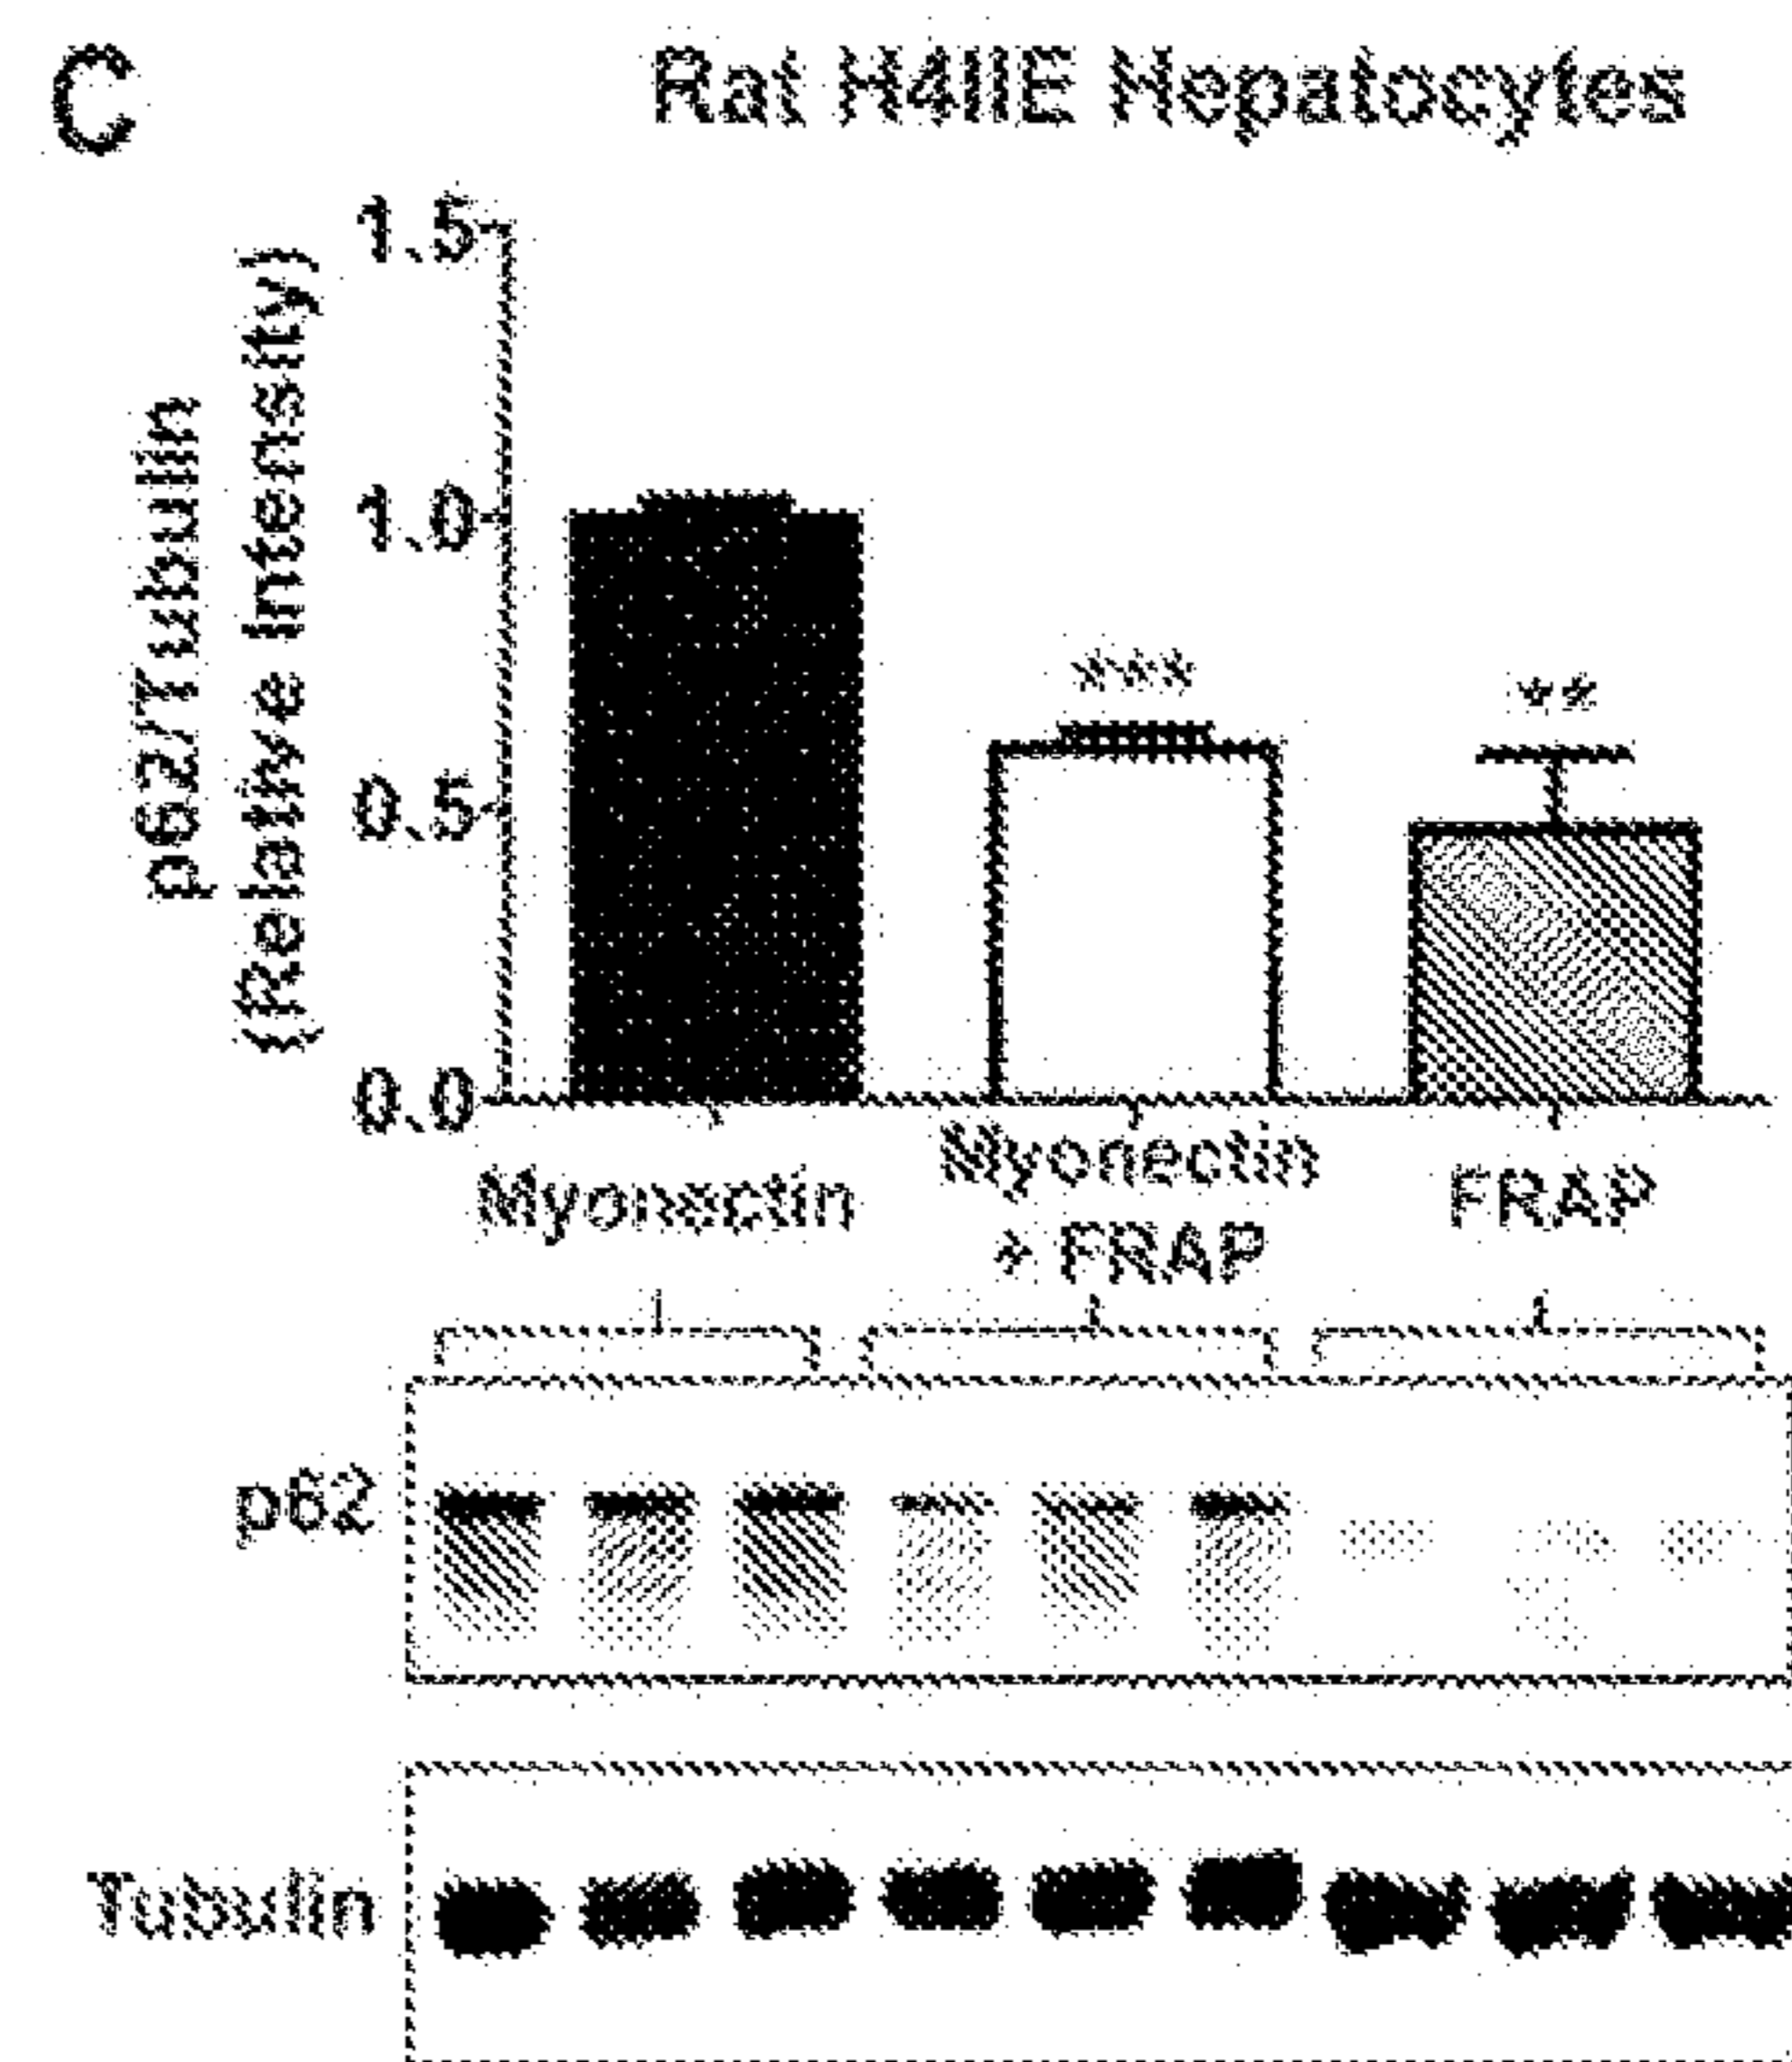 C
Rat H4IIE Hepatocytes
p62/Tubulin
(Relative Intensity)
1.5
1.0
0.5
0.0
***
**
Myonectin
Myonectin
+ FRAP
FRAP
p62
Tubulin